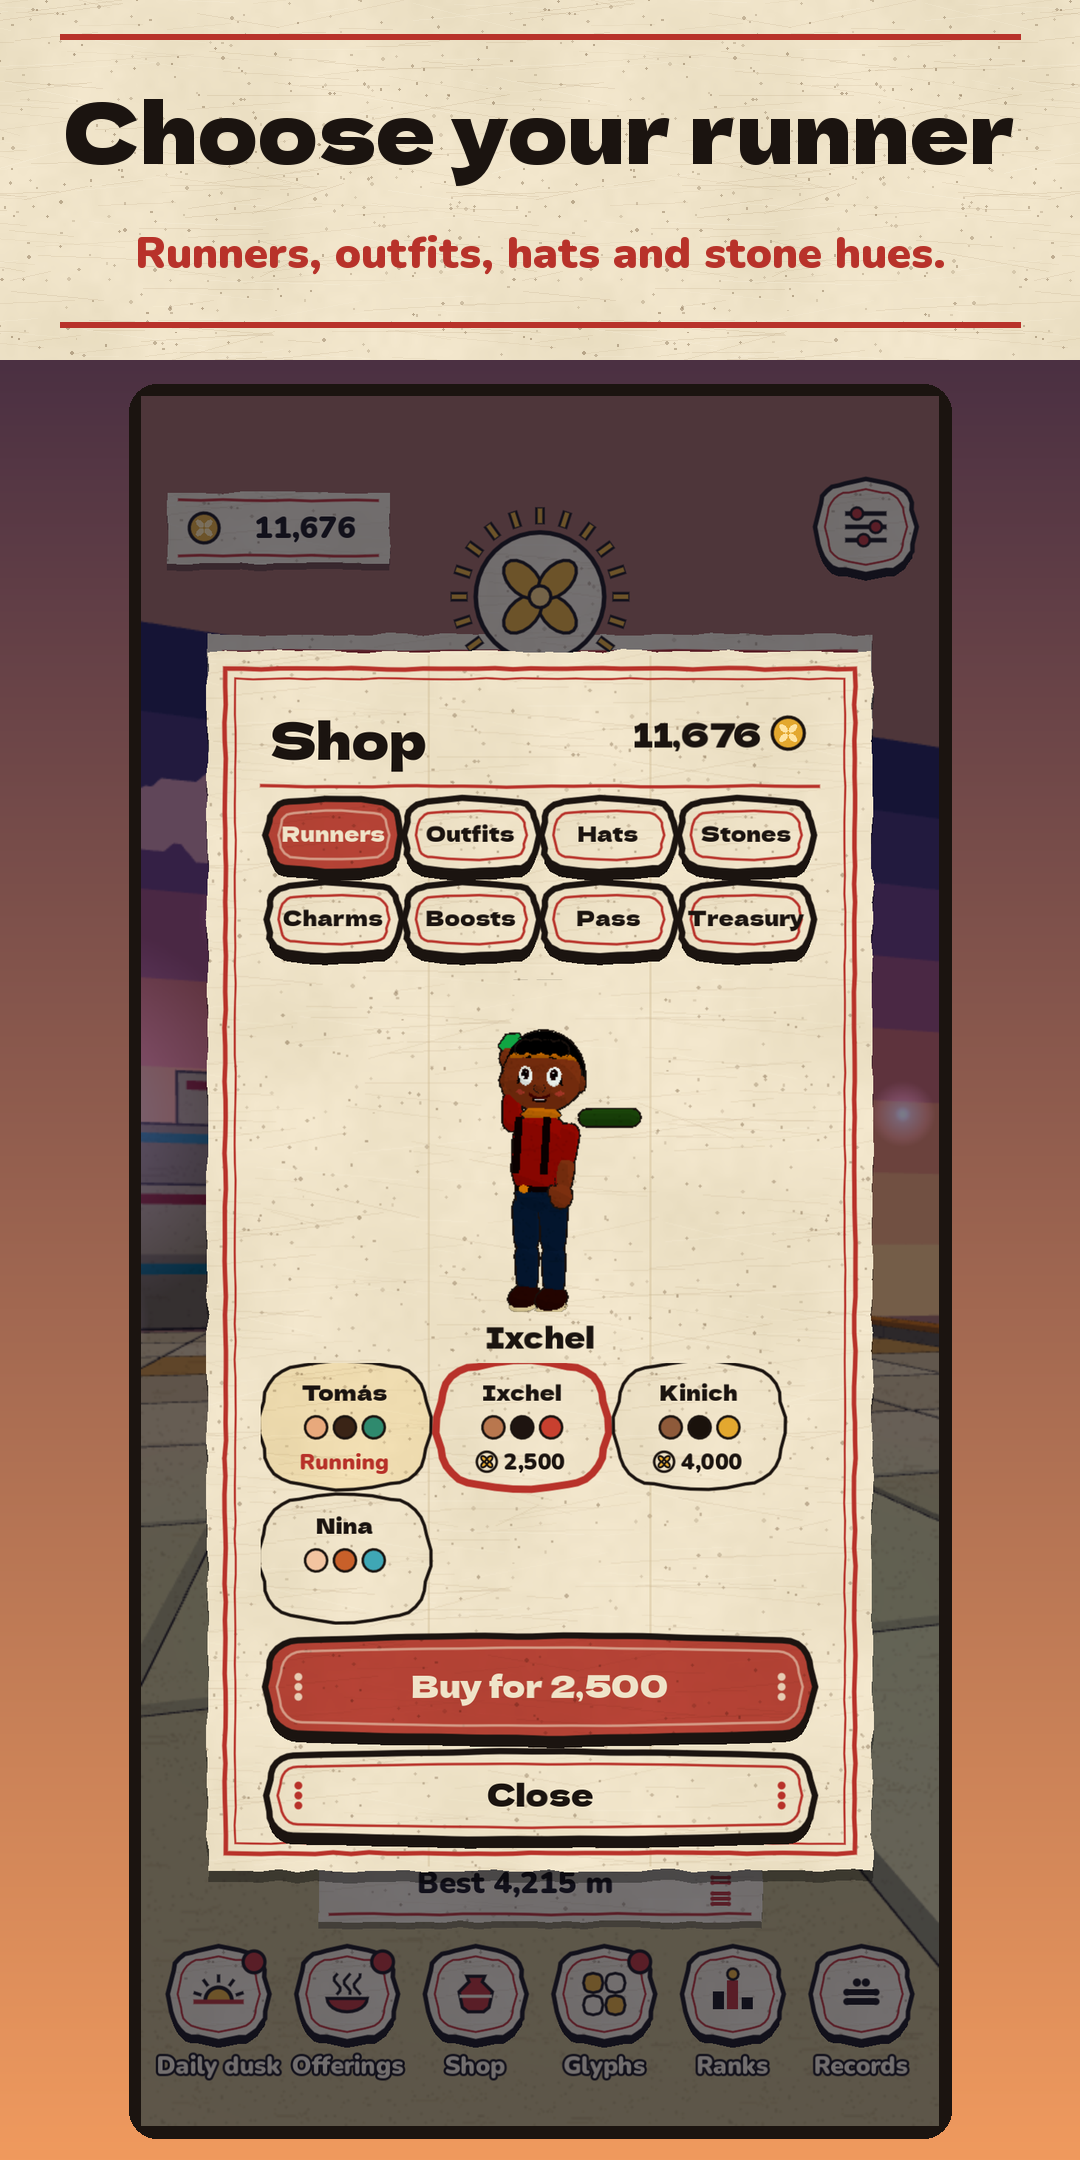 Choose your runner
Runners, outfits, hats and stone hues.
11,676
Shop
11,676
Runners
Outfits
Hats
Stones
Charms
Boosts
Pass
Treasury
Ixchel
Tomás
Ixchel
Kinich
Running
2,500
4,000
Nina
Buy for 2,500
Close
Best 4,215 m
Daily dusk
Offerings
Shop
Glyphs
Ranks
Records